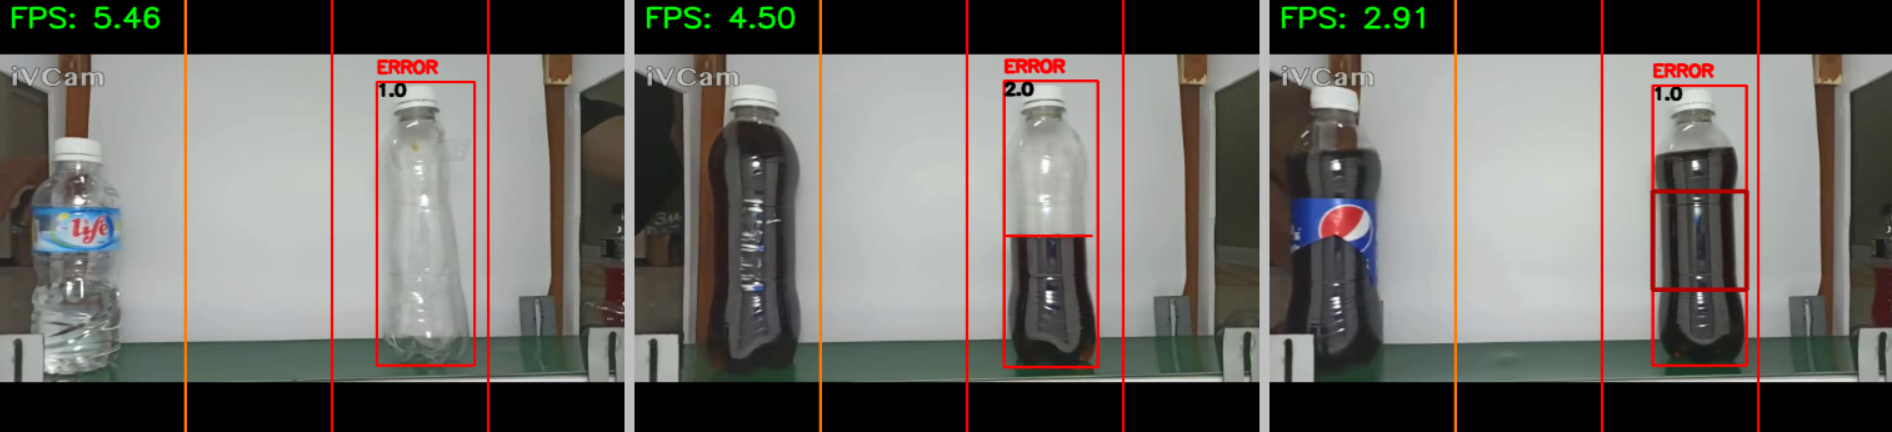 FPS: 5.46
iVCam
ERROR
1.0
Life
FPS: 4.50
iVCam
ERROR
2.0
FPS: 2.91
iVCam
ERROR
1.0